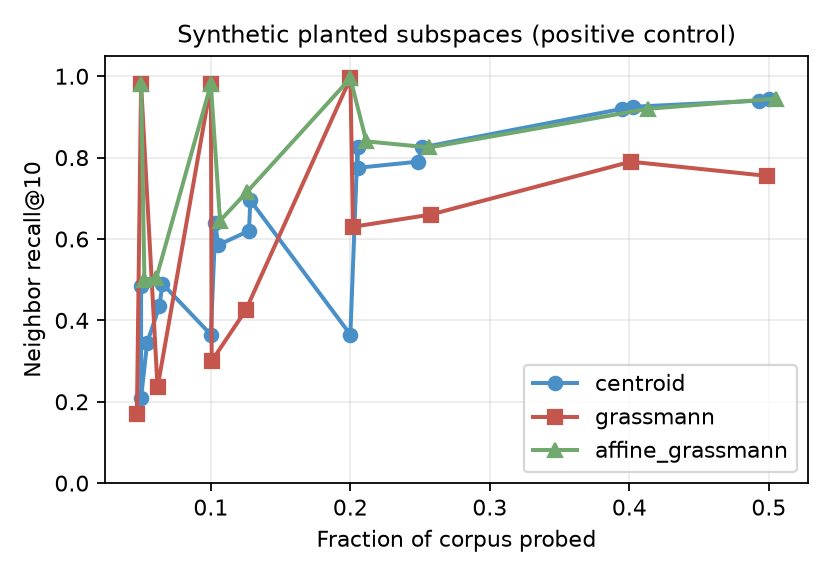 Synthetic planted subspaces (positive control)
Neighbor recall@10
1.0
0.8
0.6
0.4
0.2
0.0
centroid
grassmann
affine_grassmann
0.1 0.2 0.3 0.4 0.5
Fraction of corpus probed